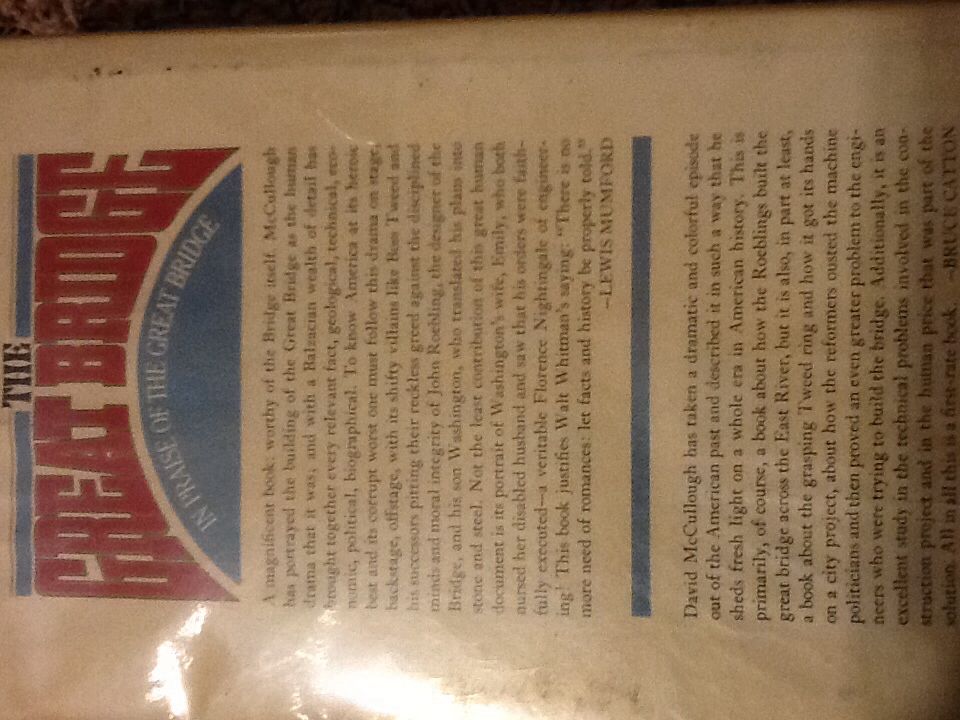 THE
GREAT BRIDGE
IN PRAISE OF THE GREAT BRIDGE
A magnificent book, worthy of the Bridge itself. McCullough
has portrayed the building of the Great Bridge as the human
drama that it was; and with a Balzacian wealth of detail has
brought together every relevant fact, geological, technical, eco-
nomic, political, biographical. To know America at its heroic
best and its corrupt worst one must follow this drama on stage,
backstage, offstage, with its shifty villains like Boss Tweed and
his successors pitting their reckless greed against the disciplined
minds and moral integrity of John Roebling, the designer of the
Bridge, and his son Washington, who translated his plans into
stone and steel. Not the least contribution of this great human
document is its portrait of Washington's wife, Emily, who both
nursed her disabled husband and saw that his orders were faith-
fully executed—a veritable Florence Nightingale of engineer-
ing! This book justifies Walt Whitman's saying: "There is no
more need of romances: let facts and history be properly told."
—LEWIS MUMFORD
David McCullough has taken a dramatic and colorful episode
out of the American past and described it in such a way that he
sheds fresh light on a whole era in American history. This is
primarily, of course, a book about how the Roeblings built the
great bridge across the East River, but it is also, in part at least,
a book about the grasping Tweed ring and how it got its hands
on a city project, about how the reformers ousted the machine
politicians and then proved an even greater problem to the engi-
neers who were trying to build the bridge. Additionally, it is an
excellent study in the technical problems involved in the con-
struction project and in the human price that was part of the
solution. All in all this is a first-rate book. —BRUCE CATTON